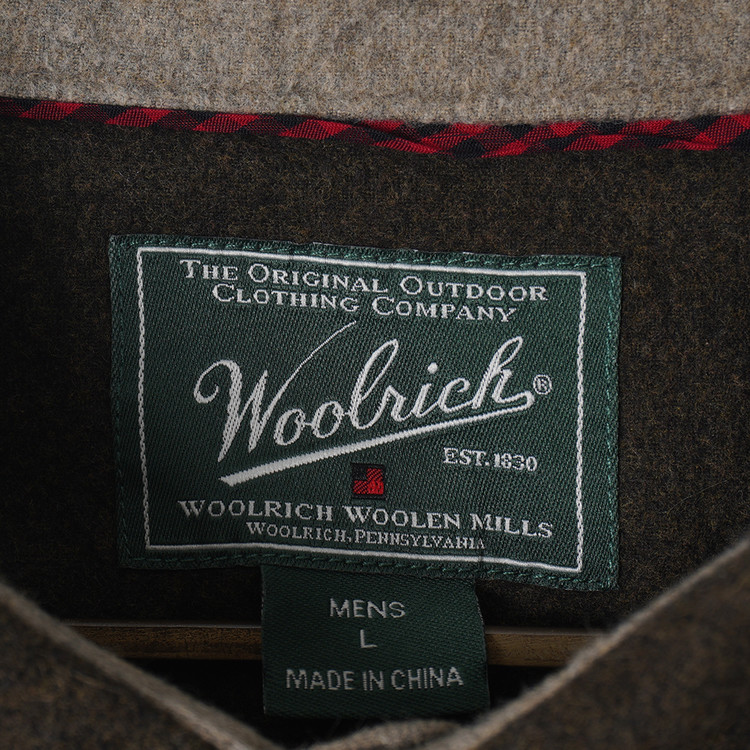 THE ORIGINAL OUTDOOR
CLOTHING COMPANY
Woolrich®
EST. 1830
WOOLRICH WOOLEN MILLS
WOOLRICH, PENNSYLVANIA
MENS
L
MADE IN CHINA